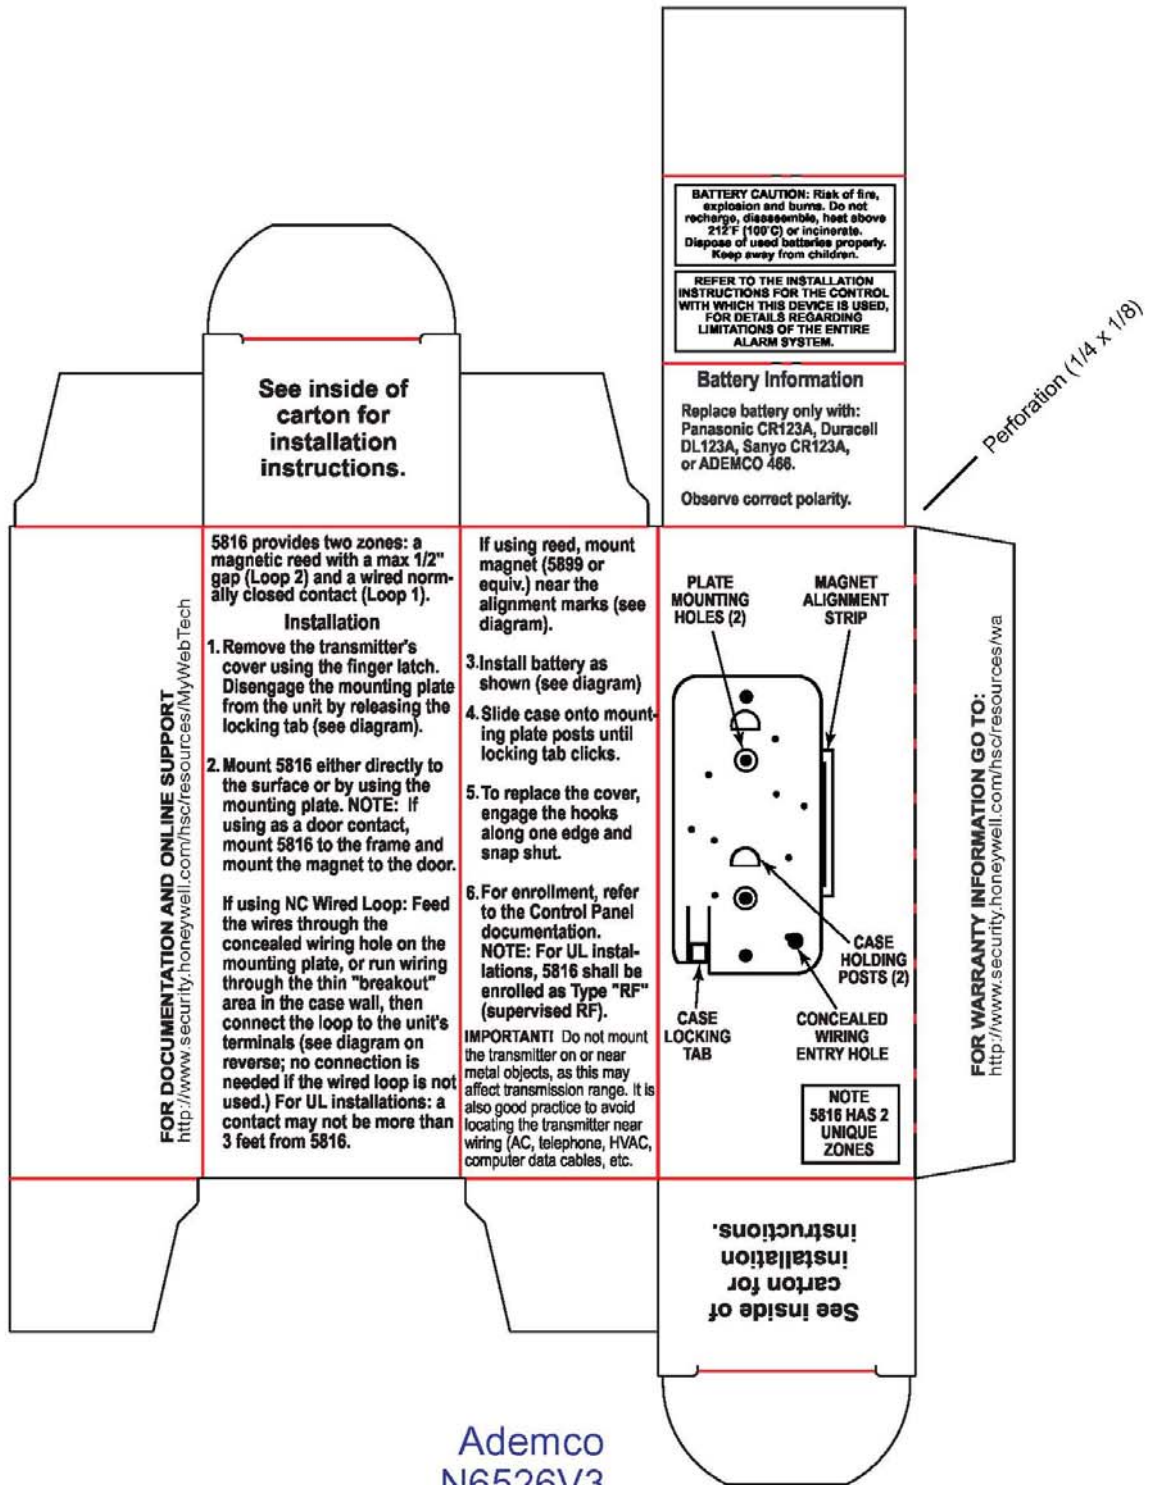 BATTERY CAUTION: Risk of fire,
explosion and burns. Do not
recharge, disassemble, heat above
212°F (100°C) or incinerate.
Dispose of used batteries properly.
Keep away from children.
REFER TO THE INSTALLATION
INSTRUCTIONS FOR THE CONTROL
WITH WHICH THIS DEVICE IS USED,
FOR DETAILS REGARDING
LIMITATIONS OF THE ENTIRE
ALARM SYSTEM.
Battery Information
Replace battery only with:
Panasonic CR123A, Duracell
DL123A, Sanyo CR123A,
or ADEMCO 466.
Observe correct polarity.
Perforation (1/4 x 1/8)
See inside of
carton for
installation
instructions.
FOR DOCUMENTATION AND ONLINE SUPPORT
http://www.security.honeywell.com/hsc/resources/MyWebTech
5816 provides two zones: a
magnetic reed with a max 1/2"
gap (Loop 2) and a wired norm-
ally closed contact (Loop 1).
Installation
1. Remove the transmitter's
cover using the finger latch.
Disengage the mounting plate
from the unit by releasing the
locking tab (see diagram).
2. Mount 5816 either directly to
the surface or by using the
mounting plate. NOTE: If
using as a door contact,
mount 5816 to the frame and
mount the magnet to the door.
If using NC Wired Loop: Feed
the wires through the
concealed wiring hole on the
mounting plate, or run wiring
through the thin "breakout"
area in the case wall, then
connect the loop to the unit's
terminals (see diagram on
reverse; no connection is
needed if the wired loop is not
used.) For UL installations: a
contact may not be more than
3 feet from 5816.
If using reed, mount
magnet (5899 or
equiv.) near the
alignment marks (see
diagram).
3. Install battery as
shown (see diagram)
4. Slide case onto mount-
ing plate posts until
locking tab clicks.
5. To replace the cover,
engage the hooks
along one edge and
snap shut.
6. For enrollment, refer
to the Control Panel
documentation.
NOTE: For UL instal-
lations, 5816 shall be
enrolled as Type "RF"
(supervised RF).
IMPORTANT! Do not mount
the transmitter on or near
metal objects, as this may
affect transmission range. It is
also good practice to avoid
locating the transmitter near
wiring (AC, telephone, HVAC,
computer data cables, etc.
PLATE
MOUNTING
HOLES (2)
MAGNET
ALIGNMENT
STRIP
CASE
HOLDING
POSTS (2)
CASE
LOCKING
TAB
CONCEALED
WIRING
ENTRY HOLE
NOTE
5816 HAS 2
UNIQUE
ZONES
FOR WARRANTY INFORMATION GO TO:
http://www.security.honeywell.com/hsc/resources/wa
See inside of
carton for
installation
instructions.
Ademco
N6526V3